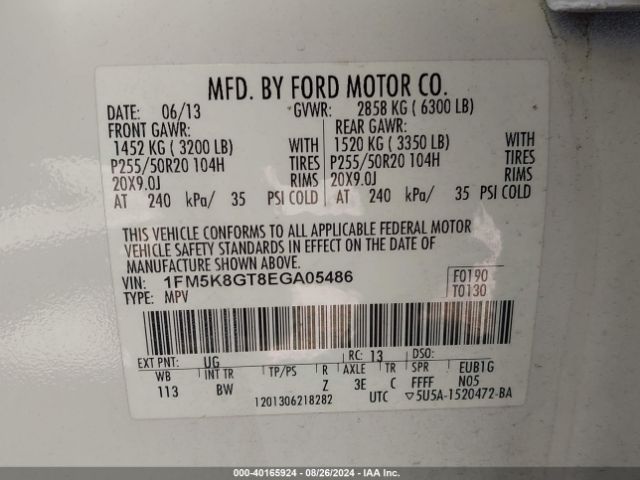 MFD. BY FORD MOTOR CO.
DATE: 06/13 GVWR: 2858 KG ( 6300 LB)
FRONT GAWR: REAR GAWR:
1452 KG ( 3200 LB) WITH 1520 KG ( 3350 LB) WITH
P255/50R20 104H TIRES P255/50R20 104H TIRES
20X9.0J RIMS 20X9.0J RIMS
AT 240 kPa/ 35 PSI COLD AT 240 kPa/ 35 PSI COLD
THIS VEHICLE CONFORMS TO ALL APPLICABLE FEDERAL MOTOR
VEHICLE SAFETY STANDARDS IN EFFECT ON THE DATE OF
MANUFACTURE SHOWN ABOVE.
VIN: 1FM5K8GT8EGA05486 F0190
TYPE: MPV T0130
EXT PNT: UG RC: 13 DSO:
WB INT TR TP/PS R AXLE TR SPR EUB1G
113 BW Z 3E C FFFF N05
1201306218282 UTC ▽5U5A-1520472-BA
000-40165924 | 08/26/2024 | IAAI.com